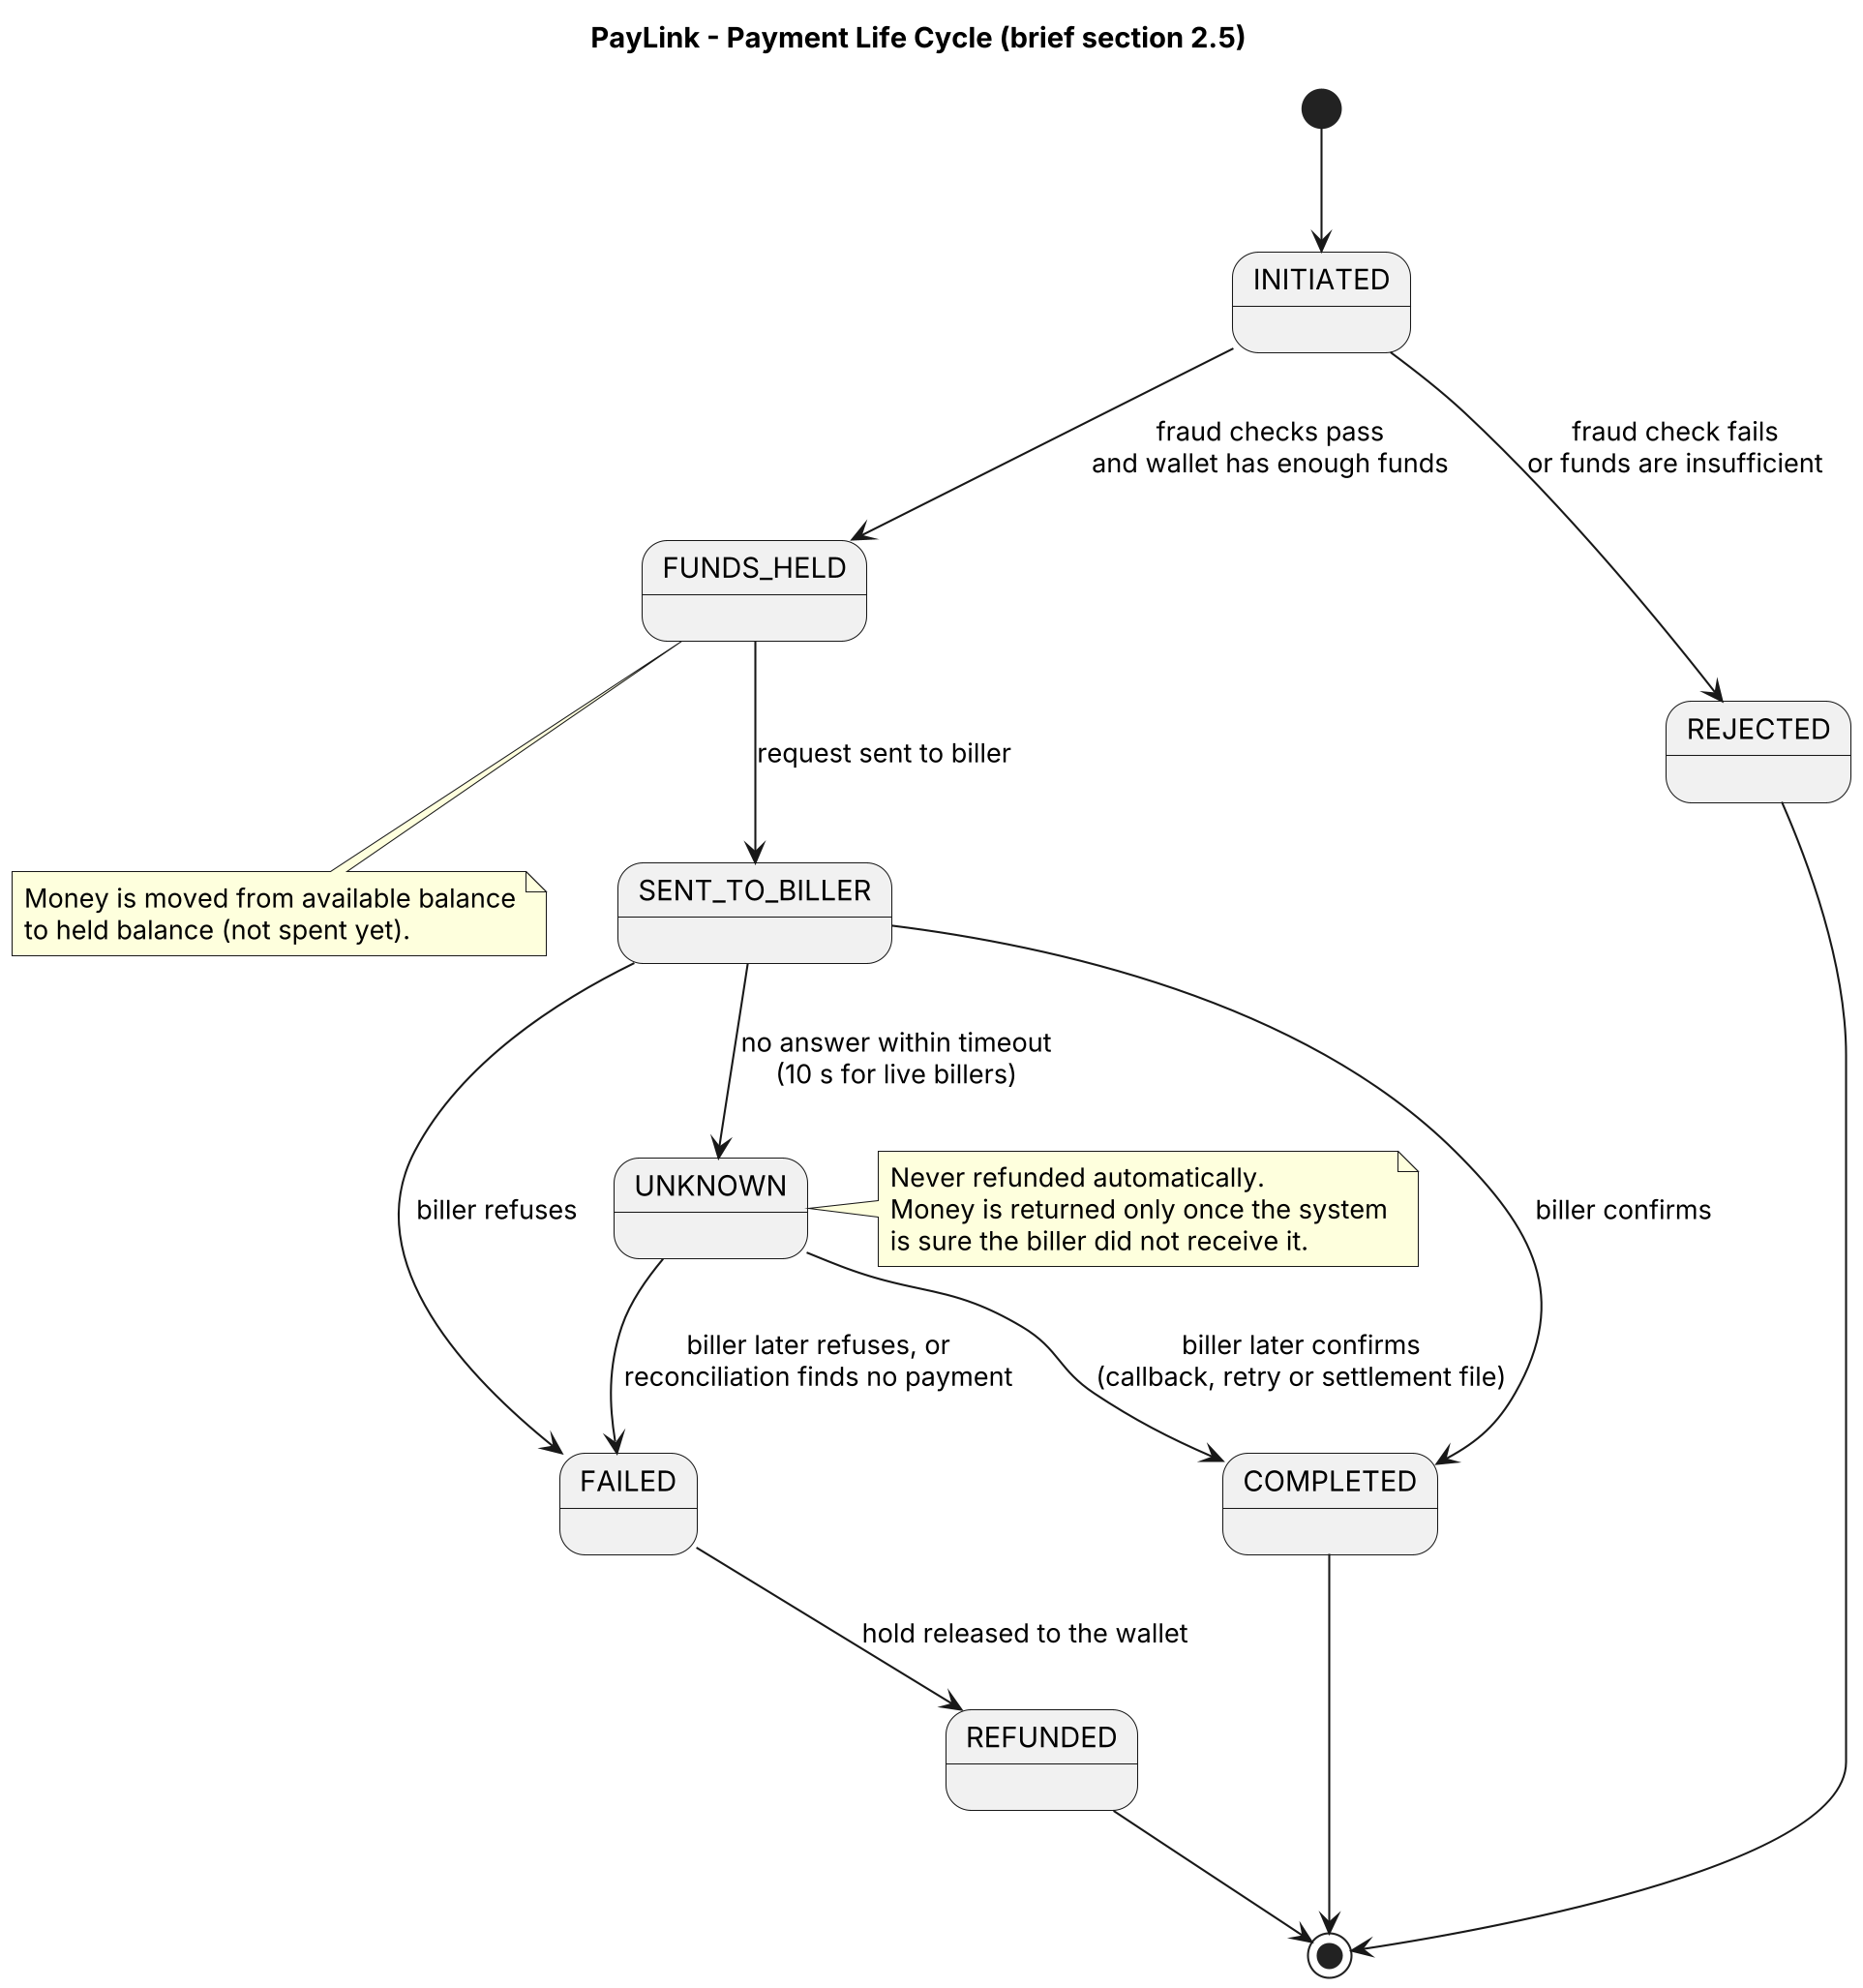 PayLink - Payment Life Cycle (brief section 2.5)
INITIATED
fraud checks pass
and wallet has enough funds
fraud check fails
or funds are insufficient
FUNDS_HELD
REJECTED
request sent to biller
Money is moved from available balance
to held balance (not spent yet).
SENT_TO_BILLER
no answer within timeout
(10 s for live billers)
biller refuses
UNKNOWN
Never refunded automatically.
Money is returned only once the system
is sure the biller did not receive it.
biller confirms
biller later refuses, or
reconciliation finds no payment
biller later confirms
(callback, retry or settlement file)
FAILED
COMPLETED
hold released to the wallet
REFUNDED